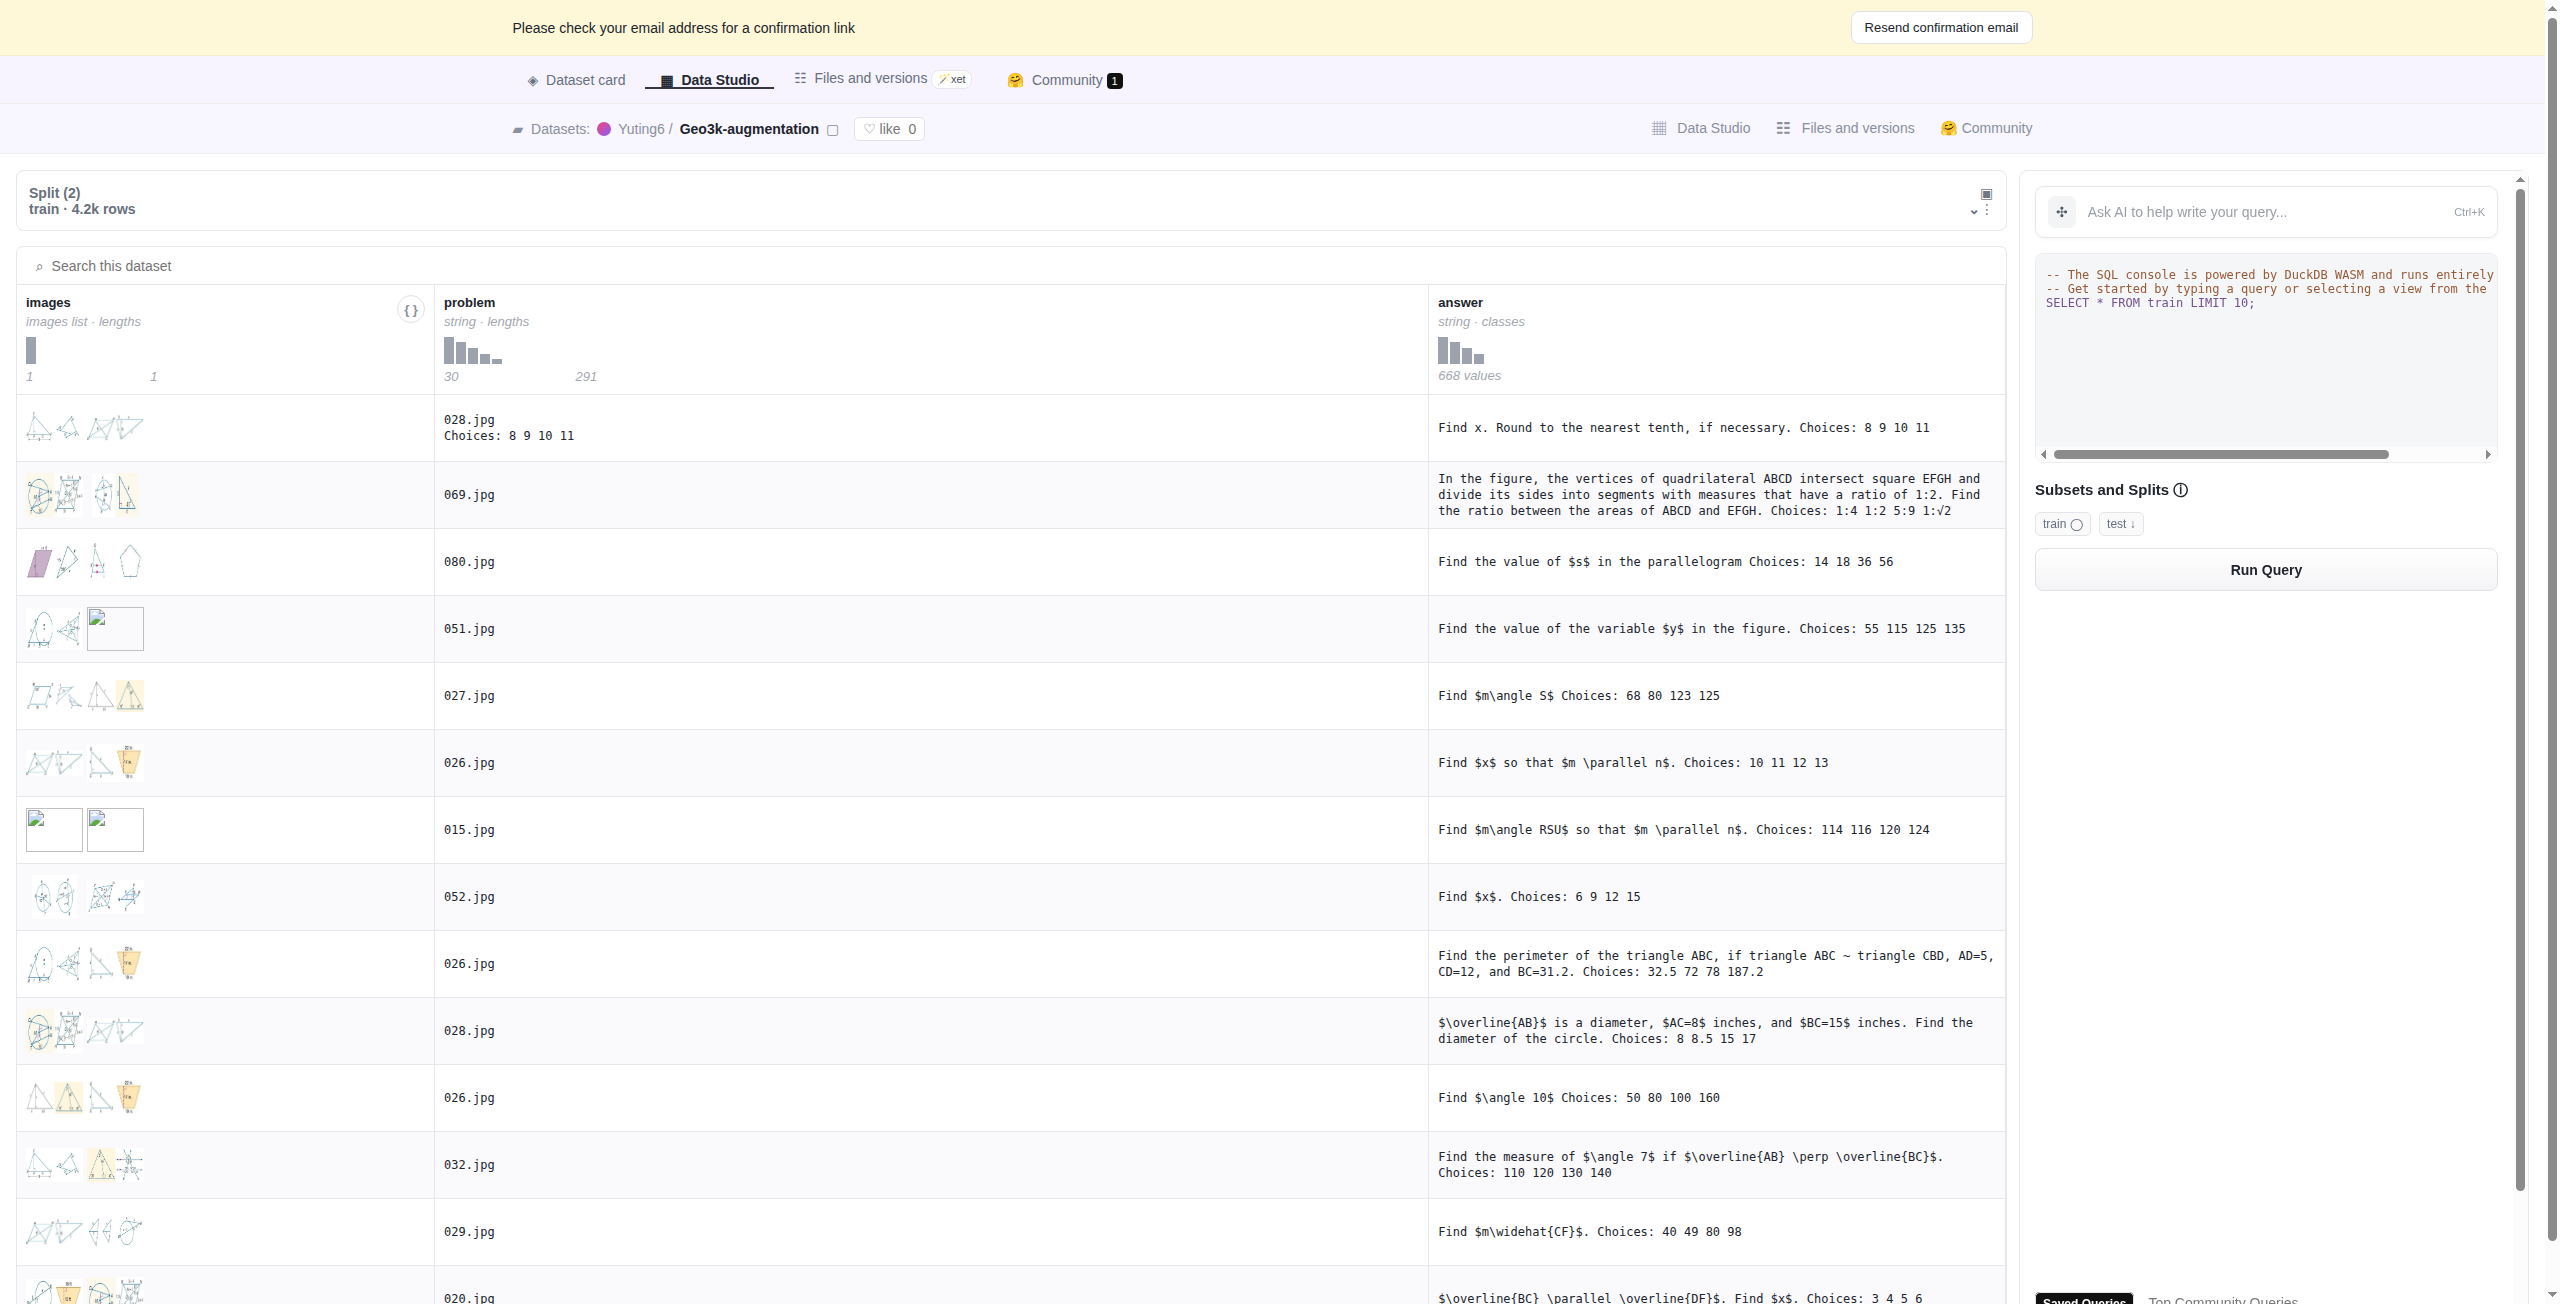 Please check your email address for a confirmation link
Resend confirmation email
Dataset card
Data Studio
Files and versions xet
Community 1
Datasets: Yuting6 / Geo3k-augmentation
like 0
Data Studio
Files and versions
Community
Split (2)
train · 4.2k rows
Search this dataset
images
images list · lengths
{ }
1 1
problem
string · lengths
30 291
answer
string · classes
668 values
028.jpg
Choices: 8 9 10 11
Find x. Round to the nearest tenth, if necessary. Choices: 8 9 10 11
069.jpg
In the figure, the vertices of quadrilateral ABCD intersect square EFGH and
divide its sides into segments with measures that have a ratio of 1:2. Find
the ratio between the areas of ABCD and EFGH. Choices: 1:4 1:2 5:9 1:√2
080.jpg
Find the value of $s$ in the parallelogram Choices: 14 18 36 56
051.jpg
Find the value of the variable $y$ in the figure. Choices: 55 115 125 135
027.jpg
Find $m\angle S$ Choices: 68 80 123 125
026.jpg
Find $x$ so that $m \parallel n$. Choices: 10 11 12 13
015.jpg
Find $m\angle RSU$ so that $m \parallel n$. Choices: 114 116 120 124
052.jpg
Find $x$. Choices: 6 9 12 15
026.jpg
Find the perimeter of the triangle ABC, if triangle ABC ~ triangle CBD, AD=5,
CD=12, and BC=31.2. Choices: 32.5 72 78 187.2
028.jpg
$\overline{AB}$ is a diameter, $AC=8$ inches, and $BC=15$ inches. Find the
diameter of the circle. Choices: 8 8.5 15 17
026.jpg
Find $\angle 10$ Choices: 50 80 100 160
032.jpg
Find the measure of $\angle 7$ if $\overline{AB} \perp \overline{BC}$.
Choices: 110 120 130 140
029.jpg
Find $m\widehat{CF}$. Choices: 40 49 80 98
020.jpg
$\overline{BC} \parallel \overline{DF}$. Find $x$. Choices: 3 4 5 6
Ask AI to help write your query...
Ctrl+K
-- The SQL console is powered by DuckDB WASM and runs entirely
-- Get started by typing a query or selecting a view from the
SELECT * FROM train LIMIT 10;
Subsets and Splits
train
test ↓
Run Query
Saved Queries
Top Community Queries